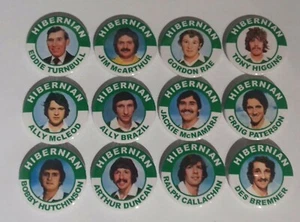 HIBERNIAN
EDDIE TURNBULL
HIBERNIAN
JIM McARTHUR
HIBERNIAN
GORDON RAE
HIBERNIAN
TONY HIGGINS
HIBERNIAN
ALLY McLEOD
HIBERNIAN
ALLY BRAZIL
HIBERNIAN
JACKIE McNAMARA
HIBERNIAN
CRAIG PATERSON
HIBERNIAN
BOBBY HUTCHINSON
HIBERNIAN
ARTHUR DUNCAN
HIBERNIAN
RALPH CALLACHAN
HIBERNIAN
DES BREMNER